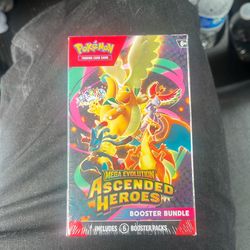 POKÉMON
TRADING CARD GAME
MEGA EVOLUTION
ASCENDED HEROES
BOOSTER BUNDLE
INCLUDES 6 BOOSTER PACKS